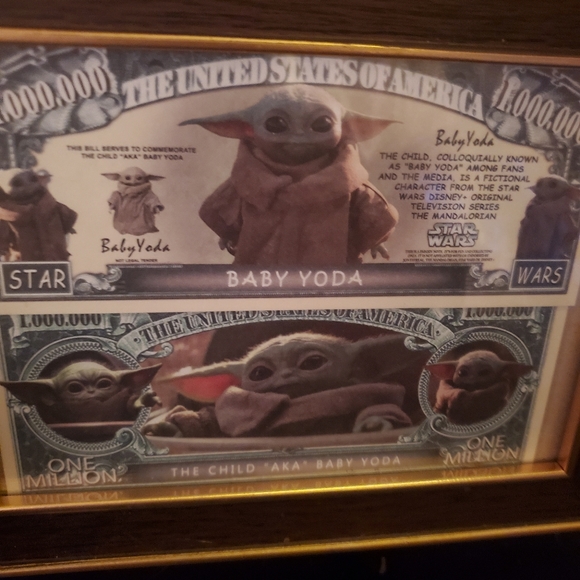 1,000,000
THE UNITED STATES OF AMERICA
1,000,000
THIS BILL SERVES TO COMMEMORATE
THE CHILD "AKA" BABY YODA
BabyYoda
NOT LEGAL TENDER
BabyYoda
THE CHILD, COLLOQUIALLY KNOWN
AS "BABY YODA" AMONG FANS
AND THE MEDIA, IS A FICTIONAL
CHARACTER FROM THE STAR
WARS DISNEY+ ORIGINAL
TELEVISION SERIES
THE MANDALORIAN
STAR
WARS
STAR
BABY YODA
WARS
1,000,000
THE UNITED STATES OF AMERICA
1,000,000
ONE
MILLION
THE CHILD "AKA" BABY YODA
ONE
MILLION